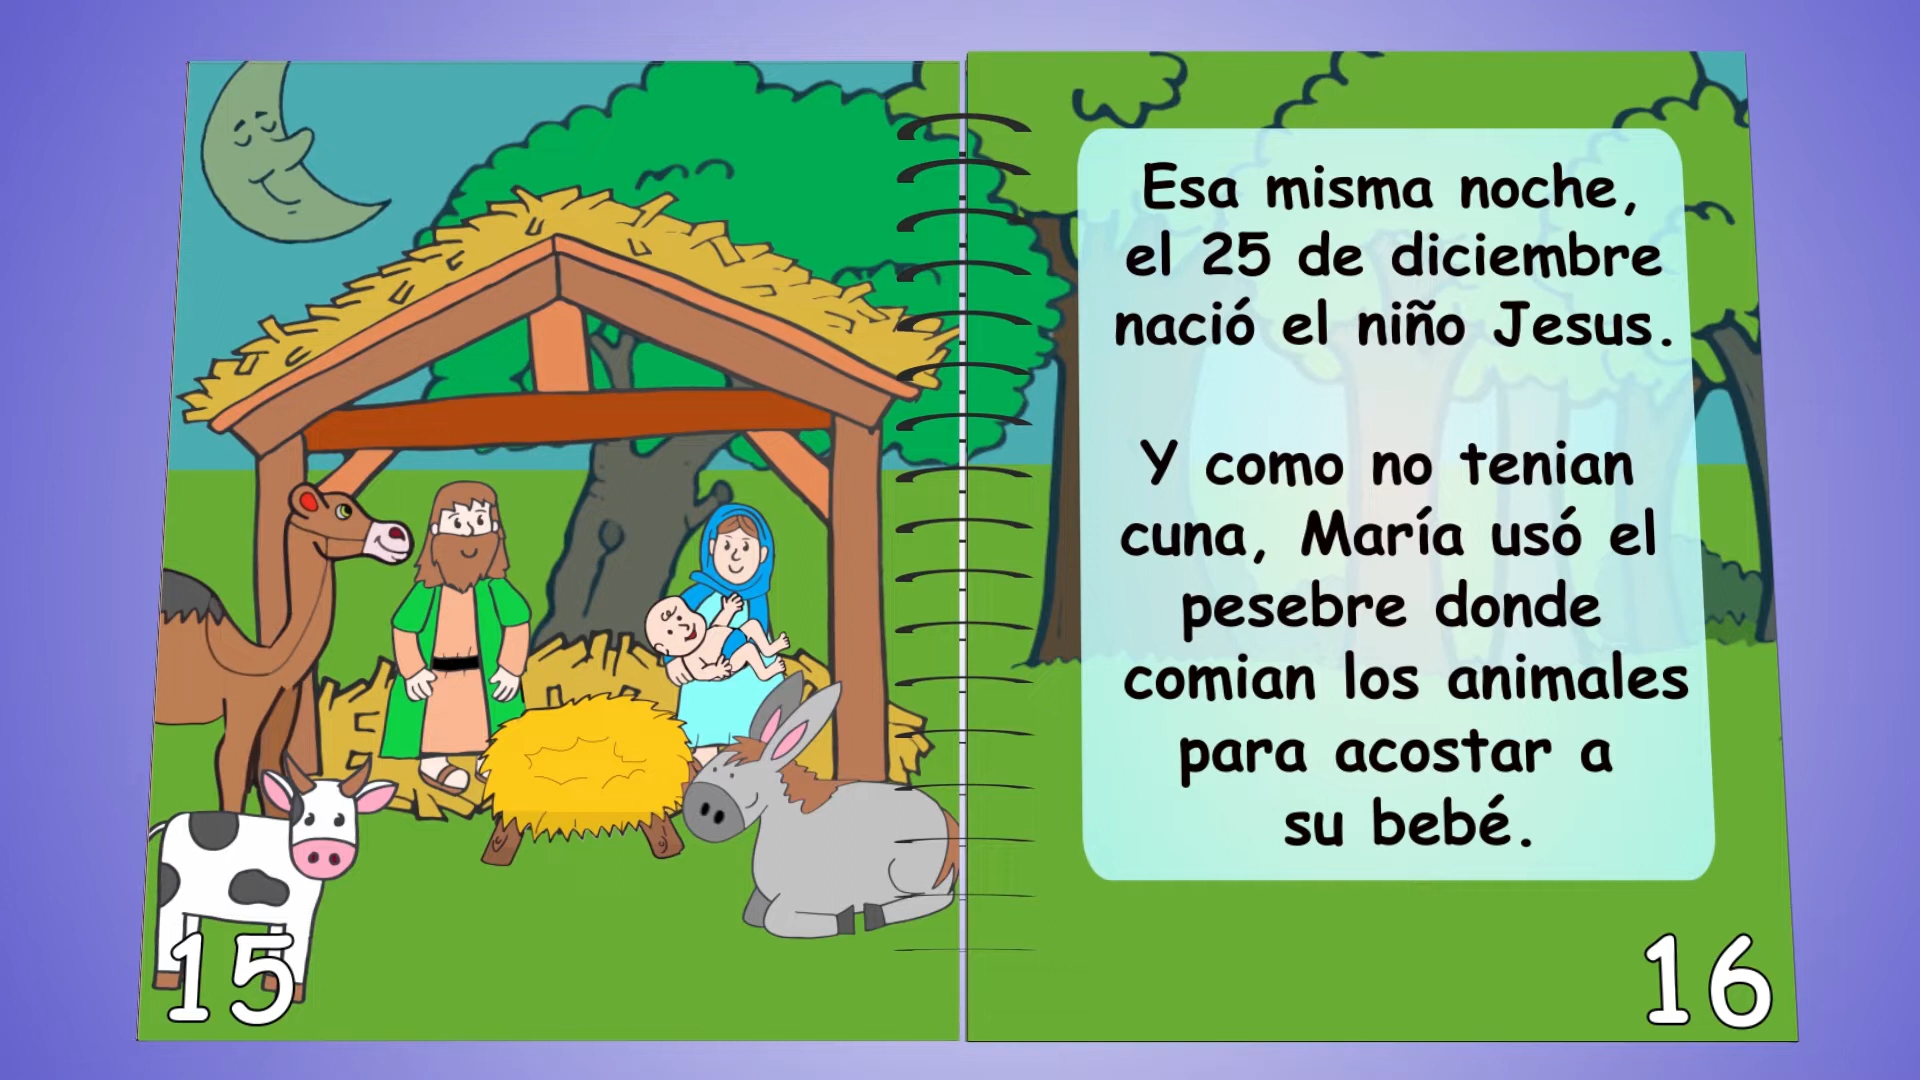 Esa misma noche,
el 25 de diciembre
nació el niño Jesus.
Y como no tenian
cuna, María usó el
pesebre donde
comian los animales
para acostar a
su bebé.
15
16